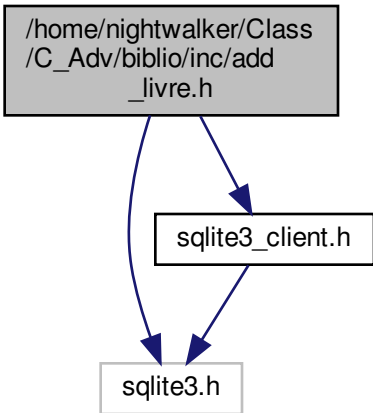 /home/nightwalker/Class
/C_Adv/biblio/inc/add
_livre.h
sqlite3_client.h
sqlite3.h